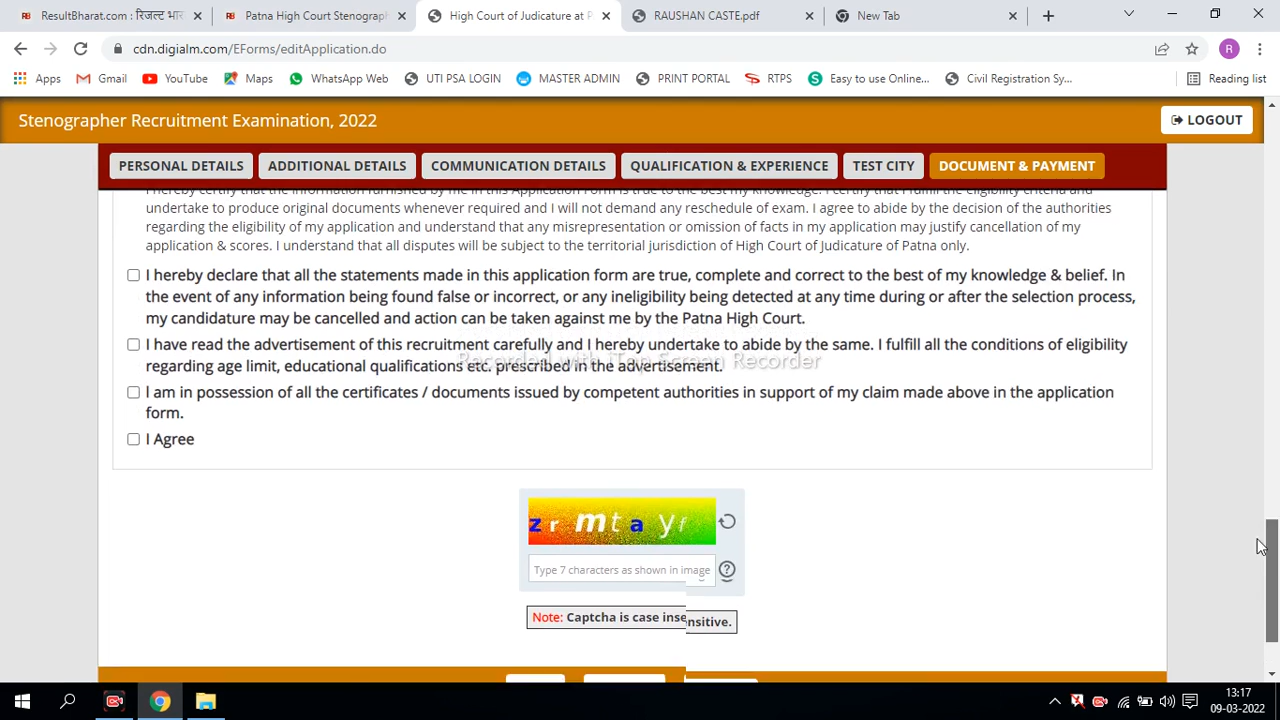 ResultBharat.com : रिजल्ट भार
Patna High Court Stenograph
High Court of Judicature at P
RAUSHAN CASTE.pdf
New Tab
cdn.digialm.com/EForms/editApplication.do
R
Apps
Gmail
YouTube
Maps
WhatsApp Web
UTI PSA LOGIN
MASTER ADMIN
PRINT PORTAL
RTPS
Easy to use Online...
Civil Registration Sy...
Reading list
Stenographer Recruitment Examination, 2022
LOGOUT
PERSONAL DETAILS
ADDITIONAL DETAILS
COMMUNICATION DETAILS
QUALIFICATION & EXPERIENCE
TEST CITY
DOCUMENT & PAYMENT
I hereby certify that the information furnished by me in this Application Form is true to the best my knowledge. I certify that I fulfill the eligibility criteria and
undertake to produce original documents whenever required and I will not demand any reschedule of exam. I agree to abide by the decision of the authorities
regarding the eligibility of my application and understand that any misrepresentation or omission of facts in my application may justify cancellation of my
application & scores. I understand that all disputes will be subject to the territorial jurisdiction of High Court of Judicature of Patna only.
I hereby declare that all the statements made in this application form are true, complete and correct to the best of my knowledge & belief. In
the event of any information being found false or incorrect, or any ineligibility being detected at any time during or after the selection process,
my candidature may be cancelled and action can be taken against me by the Patna High Court.
I have read the advertisement of this recruitment carefully and I hereby undertake to abide by the same. I fulfill all the conditions of eligibility
regarding age limit, educational qualifications etc. prescribed in the advertisement.
Recorded with iTop Screen Recorder
I am in possession of all the certificates / documents issued by competent authorities in support of my claim made above in the application
form.
I Agree
z r m t a y f
Type 7 characters as shown in image
Note: Captcha is case insensitive.
13:17
09-03-2022